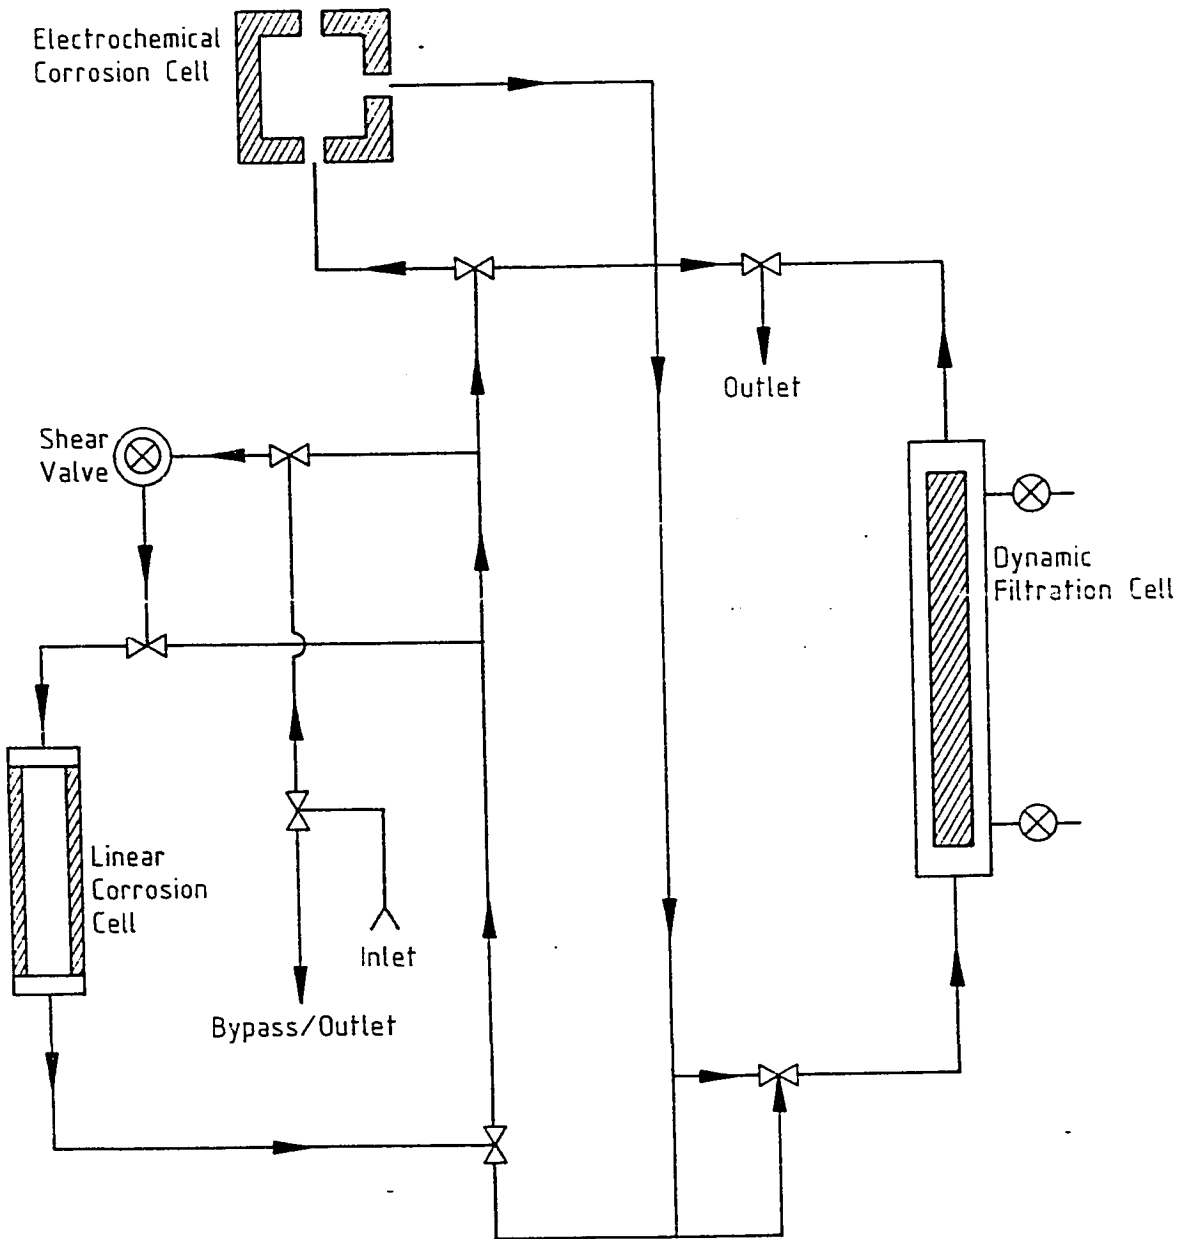 Electrochemical
Corrosion Cell
Outlet
Shear
Valve
Dynamic
Filtration Cell
Linear
Corrosion
Cell
Inlet
Bypass/Outlet